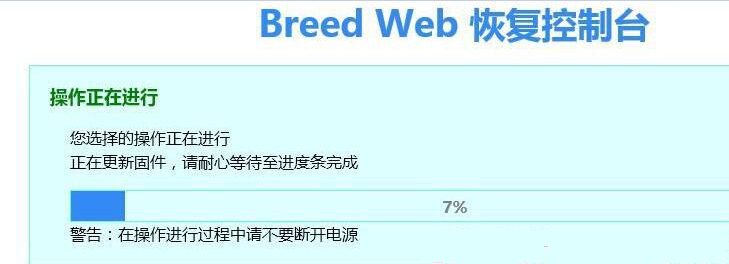 Breed Web 恢复控制台
操作正在进行
您选择的操作正在进行
正在更新固件，请耐心等待至进度条完成
7%
警告：在操作进行过程中请不要断开电源